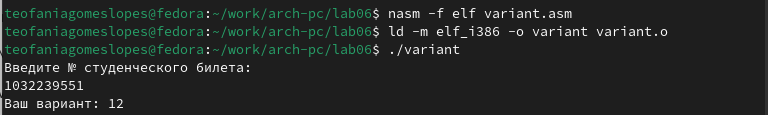 teofaniagomeslopes@fedora:~/work/arch-pc/lab06$ nasm -f elf variant.asm
teofaniagomeslopes@fedora:~/work/arch-pc/lab06$ ld -m elf_i386 -o variant variant.o
teofaniagomeslopes@fedora:~/work/arch-pc/lab06$ ./variant
Введите № студенческого билета:
1032239551
Ваш вариант: 12